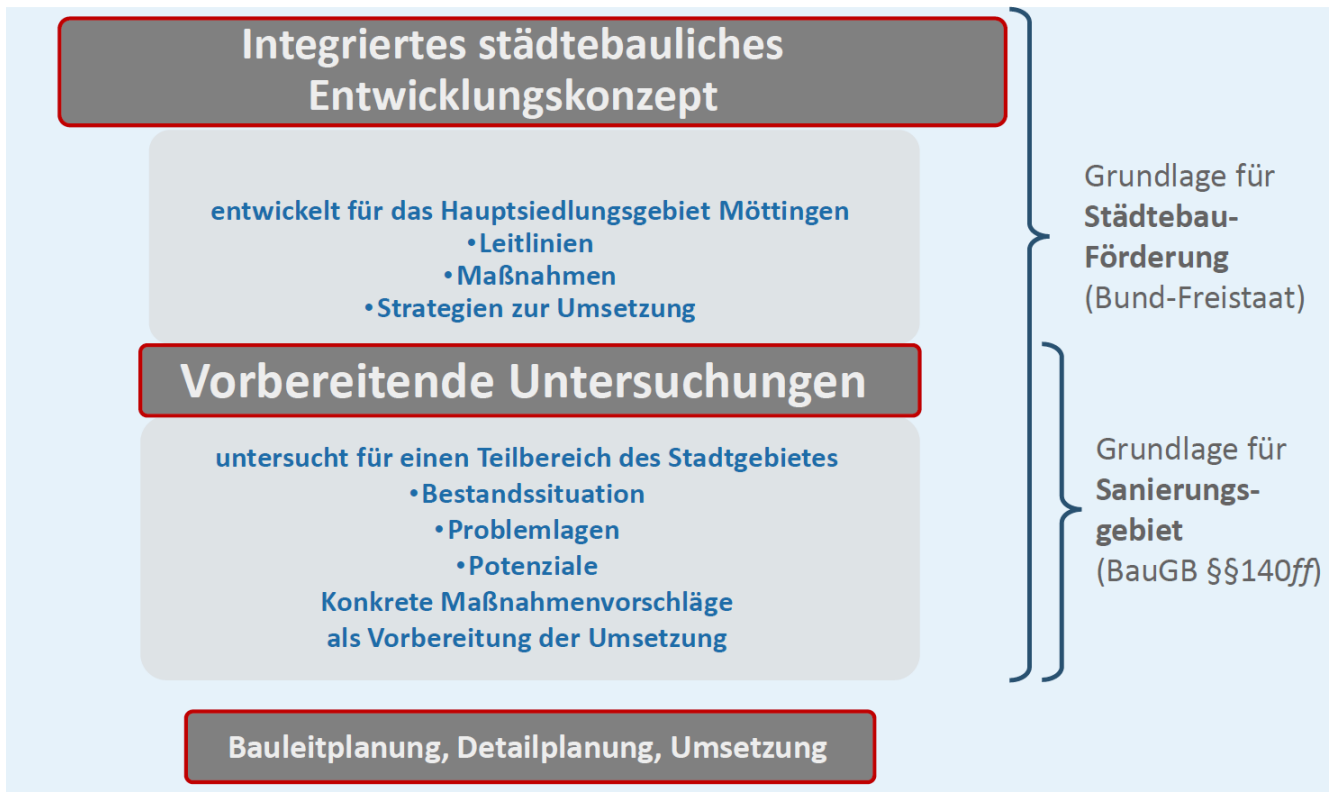 Integriertes städtebauliches
Entwicklungskonzept
entwickelt für das Hauptsiedlungsgebiet Möttingen
•Leitlinien
•Maßnahmen
•Strategien zur Umsetzung
Grundlage für
Städtebau-
Förderung
(Bund-Freistaat)
Vorbereitende Untersuchungen
untersucht für einen Teilbereich des Stadtgebietes
•Bestandssituation
•Problemlagen
•Potenziale
Konkrete Maßnahmenvorschläge
als Vorbereitung der Umsetzung
Grundlage für
Sanierungs-
gebiet
(BauGB §§140ff)
Bauleitplanung, Detailplanung, Umsetzung